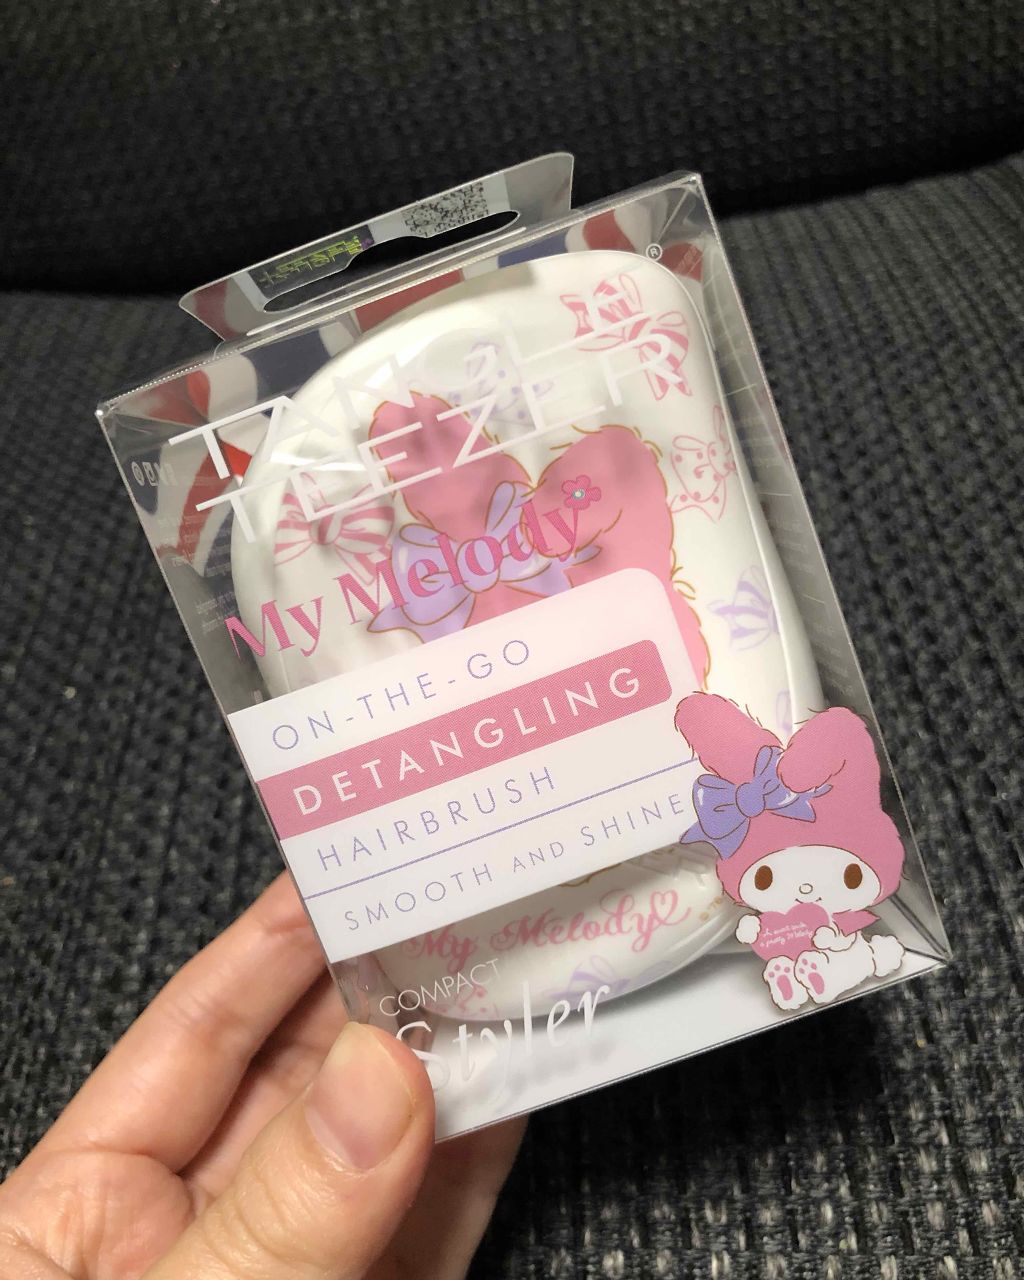 ®
TANGLE
TEEZER
My Melody
ON-THE-GO
DETANGLING
HAIRBRUSH
SMOOTH AND SHINE
My Melody
COMPACT
Styler